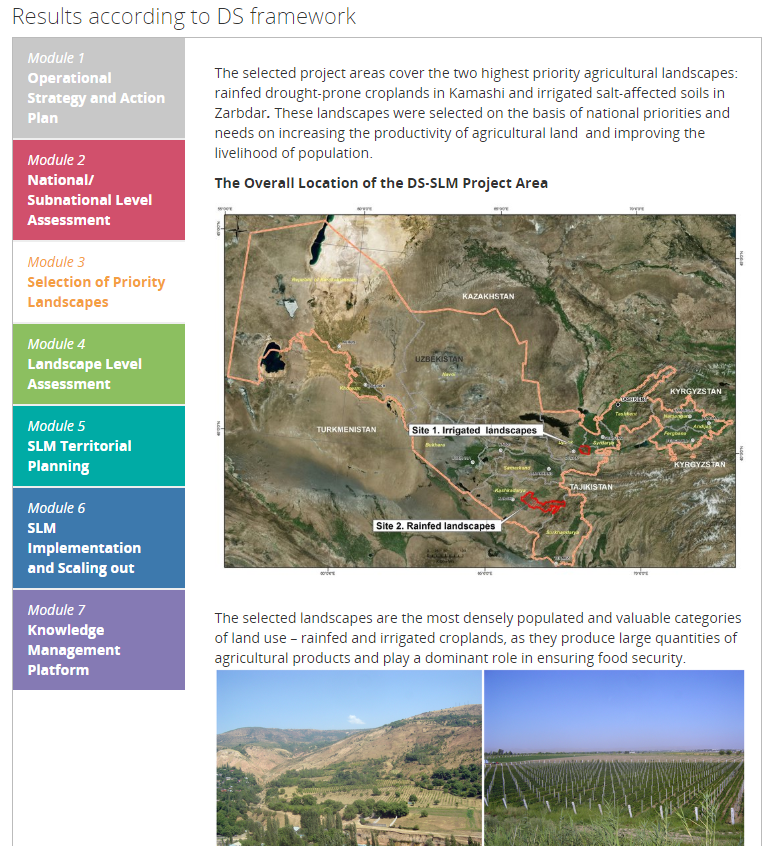 Results according to DS framework
Module 1
Operational
Strategy and Action
Plan
Module 2
National/
Subnational Level
Assessment
Module 3
Selection of Priority
Landscapes
Module 4
Landscape Level
Assessment
Module 5
SLM Territorial
Planning
Module 6
SLM
Implementation
and Scaling out
Module 7
Knowledge
Management
Platform
The selected project areas cover the two highest priority agricultural landscapes:
rainfed drought-prone croplands in Kamashi and irrigated salt-affected soils in
Zarbdar. These landscapes were selected on the basis of national priorities and
needs on increasing the productivity of agricultural land and improving the
livelihood of population.
The Overall Location of the DS-SLM Project Area
KAZAKHSTAN
UZBEKISTAN
KYRGYZSTAN
TURKMENISTAN
Site 1. Irrigated landscapes
KYRGYZSTAN
TAJIKISTAN
Site 2. Rainfed landscapes
The selected landscapes are the most densely populated and valuable categories
of land use – rainfed and irrigated croplands, as they produce large quantities of
agricultural products and play a dominant role in ensuring food security.